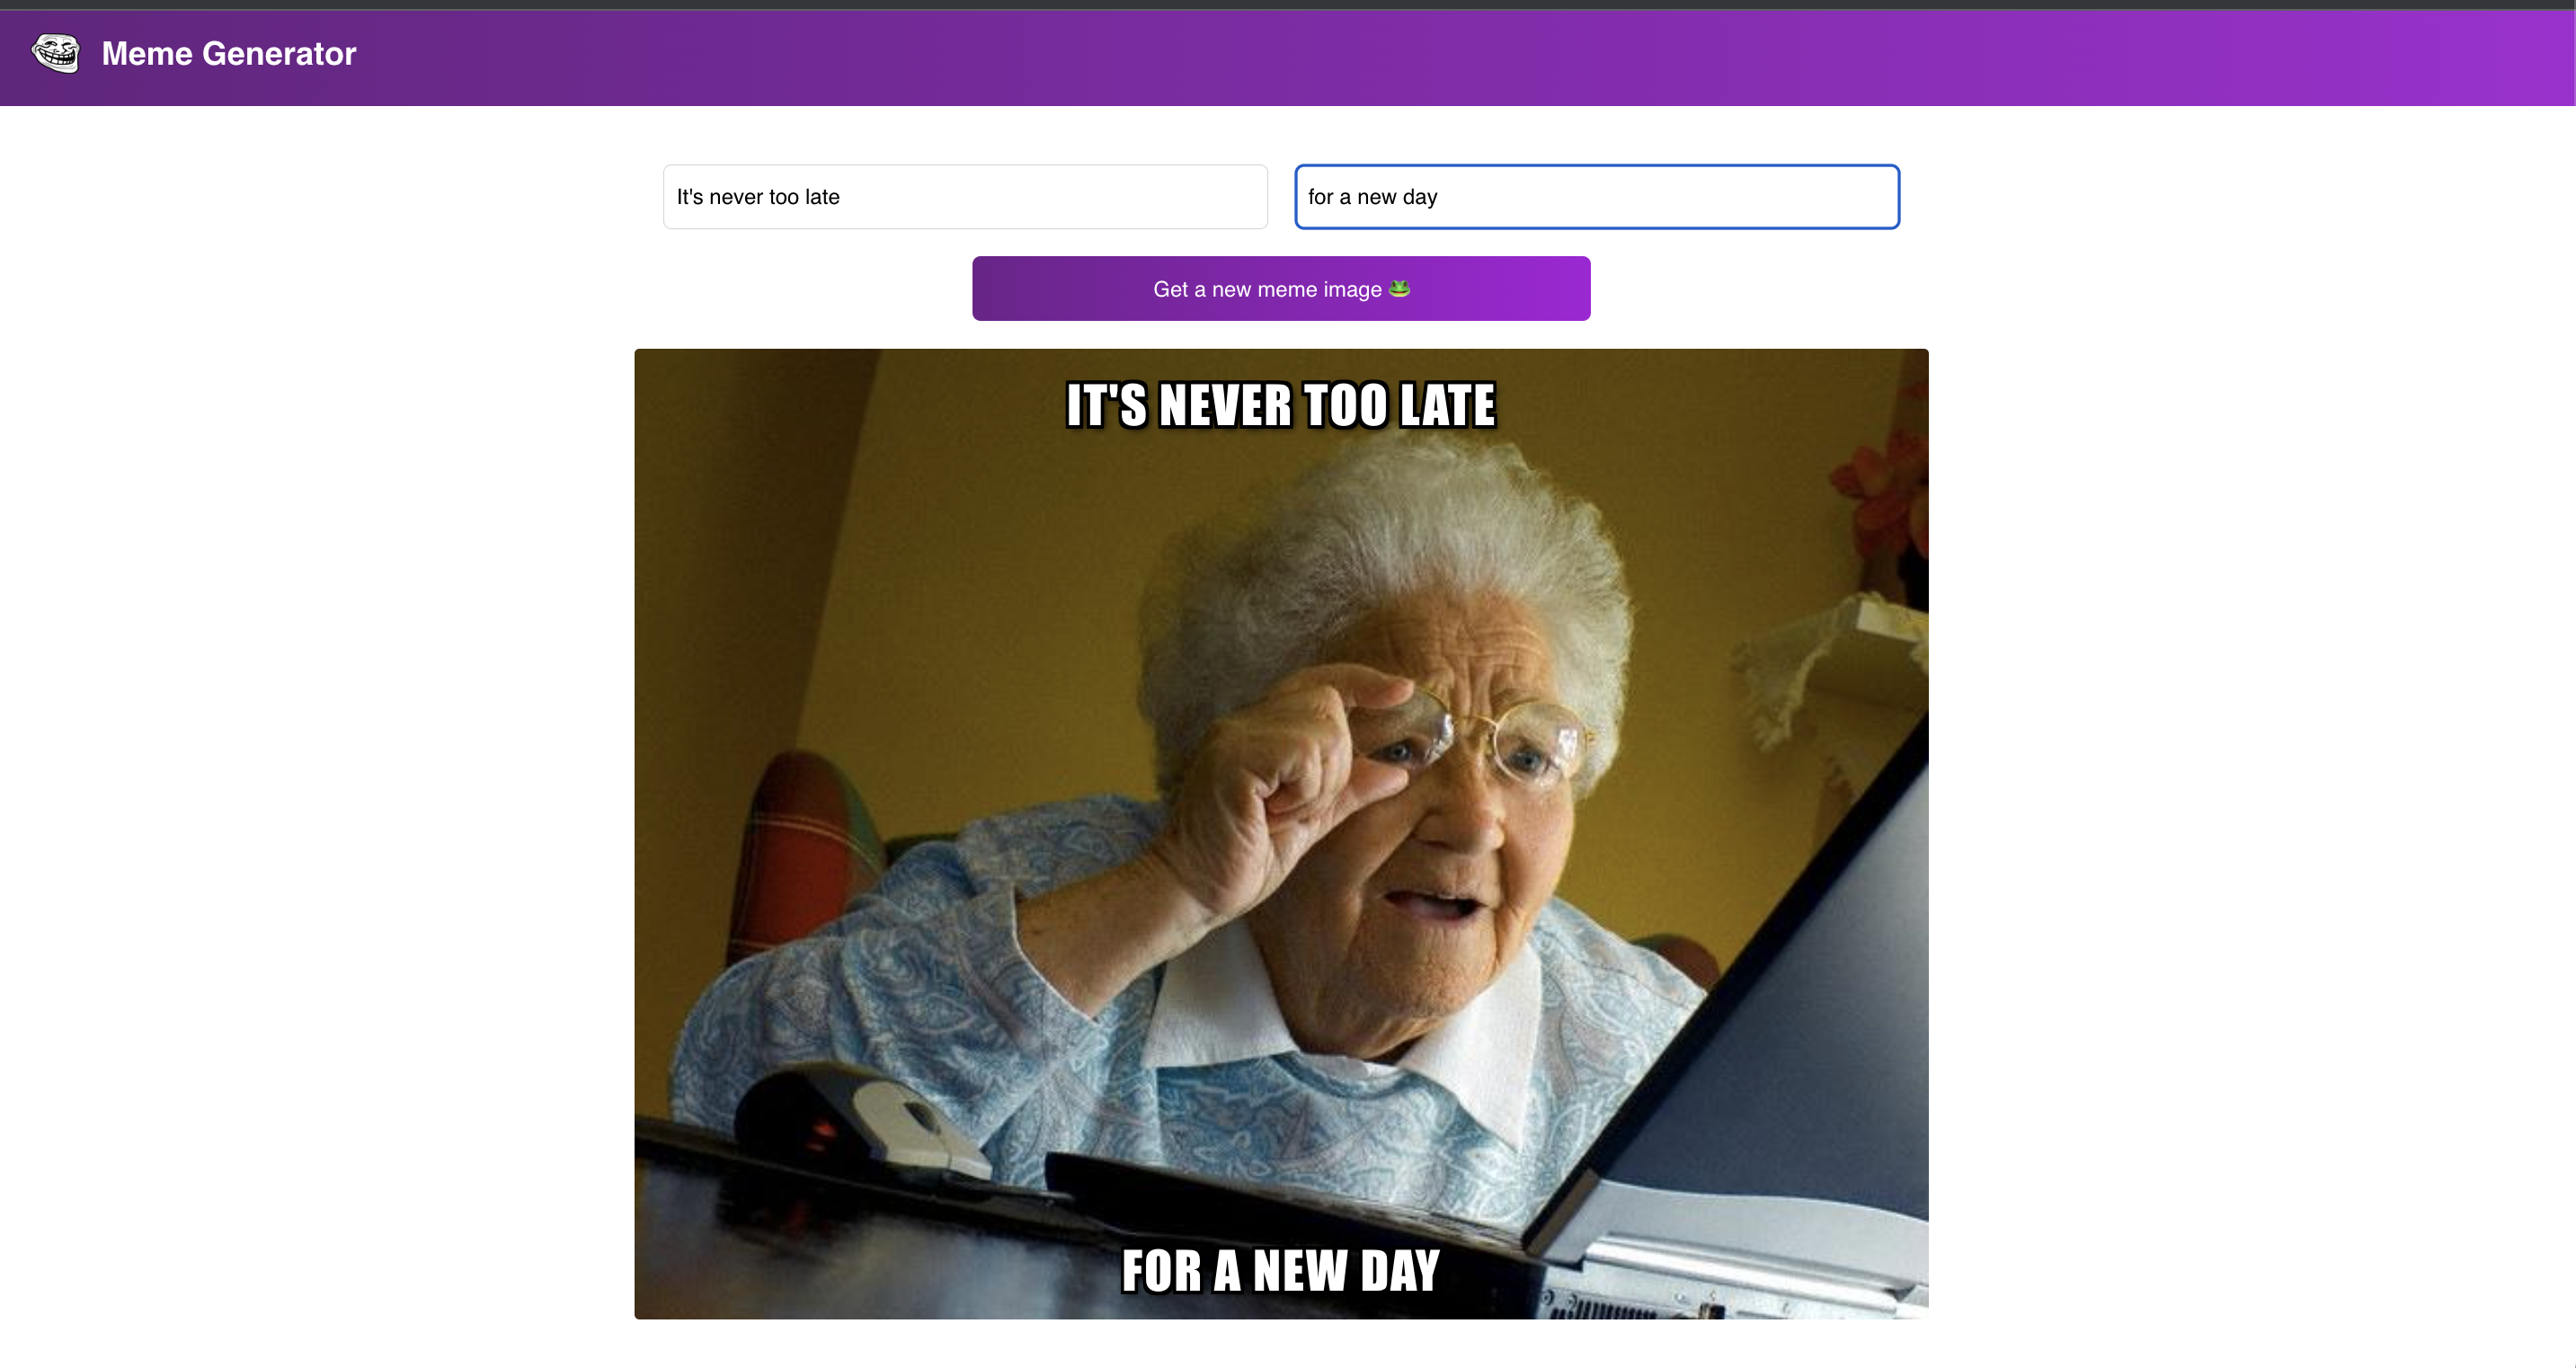 Meme Generator
It's never too late
for a new day
Get a new meme image 🐸
IT'S NEVER TOO LATE
FOR A NEW DAY